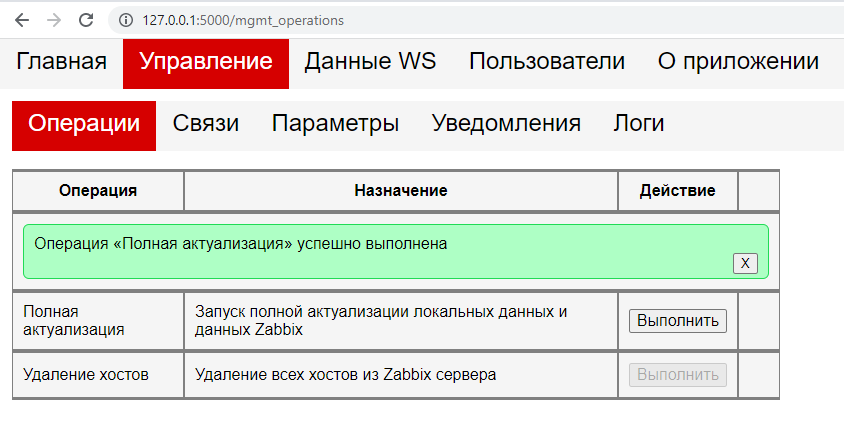 127.0.0.1:5000/mgmt_operations
Главная Управление Данные WS Пользователи О приложении
Операции Связи Параметры Уведомления Логи
Операция Назначение Действие
Операция «Полная актуализация» успешно выполнена
X
Полная актуализация Запуск полной актуализации локальных данных и данных Zabbix Выполнить
Удаление хостов Удаление всех хостов из Zabbix сервера Выполнить